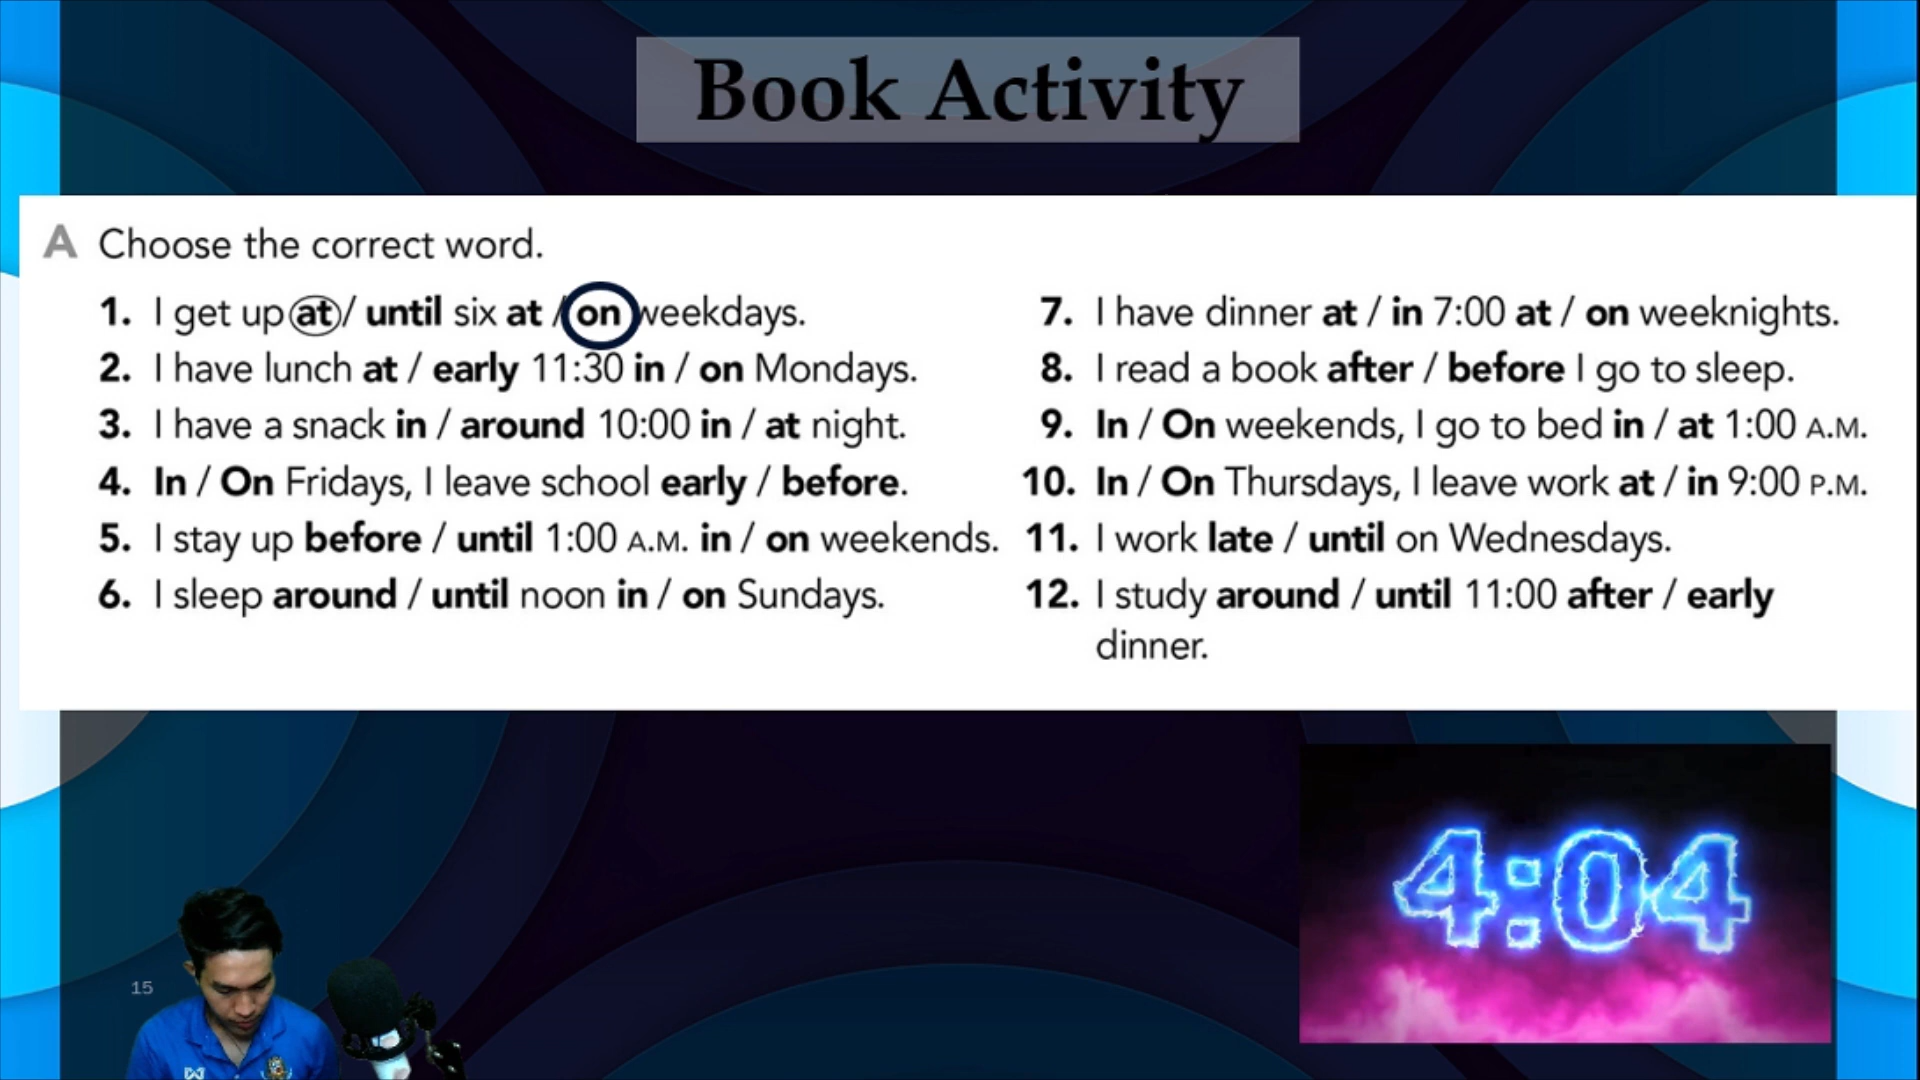 Book Activity
A Choose the correct word.
1. I get up at / until six at / on weekdays.
2. I have lunch at / early 11:30 in / on Mondays.
3. I have a snack in / around 10:00 in / at night.
4. In / On Fridays, I leave school early / before.
5. I stay up before / until 1:00 A.M. in / on weekends.
6. I sleep around / until noon in / on Sundays.
7. I have dinner at / in 7:00 at / on weeknights.
8. I read a book after / before I go to sleep.
9. In / On weekends, I go to bed in / at 1:00 A.M.
10. In / On Thursdays, I leave work at / in 9:00 P.M.
11. I work late / until on Wednesdays.
12. I study around / until 11:00 after / early
dinner.
4:04
15